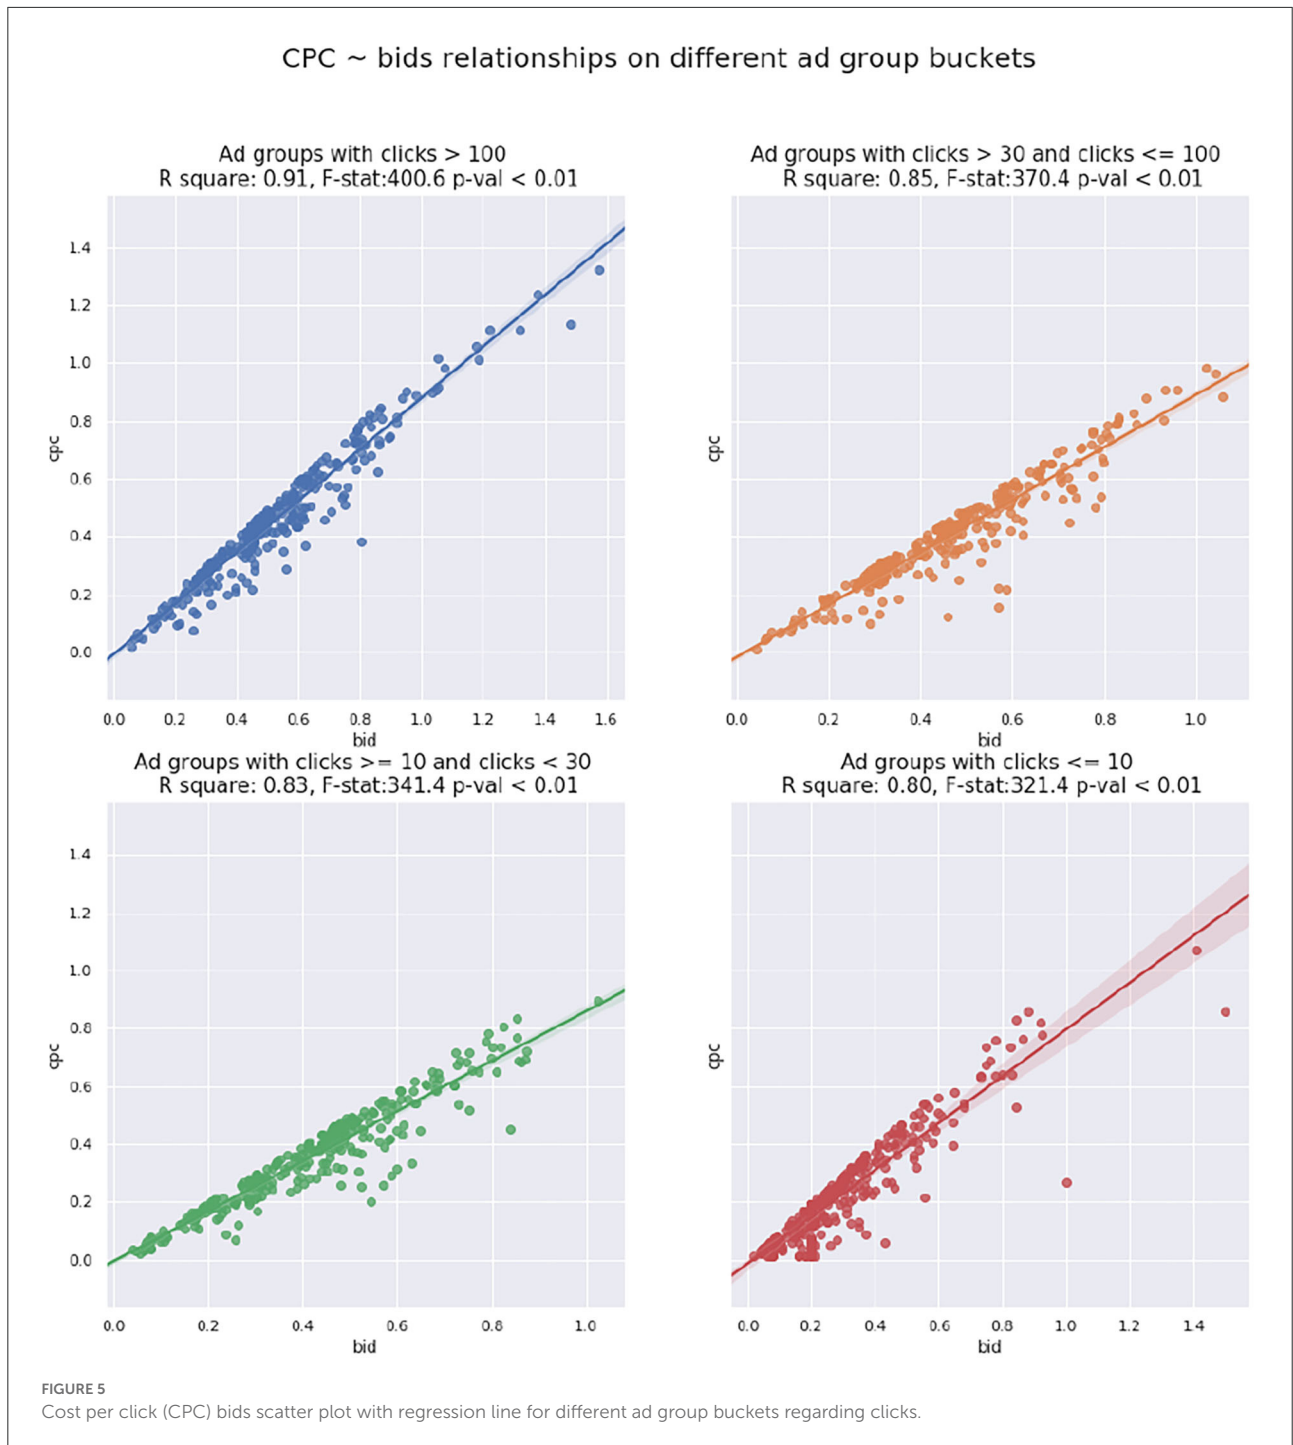 CPC ~ bids relationships on different ad group buckets
Ad groups with clicks > 100
R square: 0.91, F-stat:400.6 p-val < 0.01
1.4
1.2
1.0
0.8
0.6
0.4
0.2
0.0
cpc
0.0 0.2 0.4 0.6 0.8 1.0 1.2 1.4 1.6
bid
Ad groups with clicks > 30 and clicks <= 100
R square: 0.85, F-stat:370.4 p-val < 0.01
cpc
0.0 0.2 0.4 0.6 0.8 1.0
bid
Ad groups with clicks >= 10 and clicks < 30
R square: 0.83, F-stat:341.4 p-val < 0.01
1.4
1.2
1.0
0.8
0.6
0.4
0.2
0.0
cpc
0.0 0.2 0.4 0.6 0.8 1.0
bid
Ad groups with clicks <= 10
R square: 0.80, F-stat:321.4 p-val < 0.01
cpc
0.0 0.2 0.4 0.6 0.8 1.0 1.2 1.4
bid
FIGURE 5
Cost per click (CPC) bids scatter plot with regression line for different ad group buckets regarding clicks.